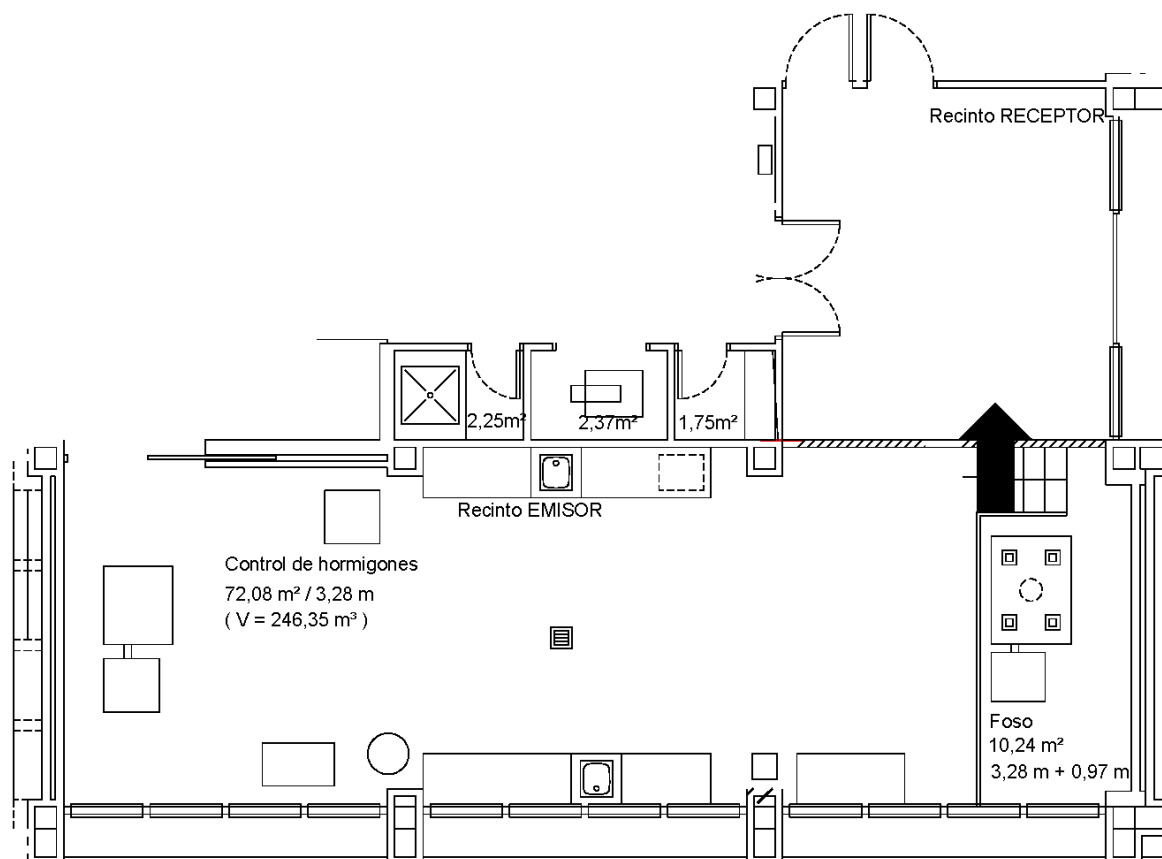 Recinto RECEPTOR
2,25m²
2,37m²
1,75m²
Recinto EMISOR
Control de hormigones
72,08 m² / 3,28 m
( V = 246,35 m³ )
Foso
10,24 m²
3,28 m + 0,97 m